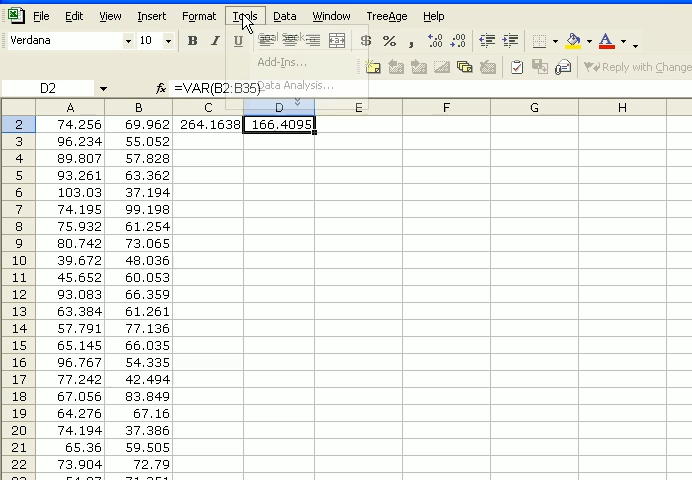 File Edit View Insert Format Tools Data Window TreeAge Help
Verdana 10 B I U $ % , 
Goal Seek...
Add-Ins...
Data Analysis...
Reply with Change
D2 fx =VAR(B2:B35)
A B C D E F G H
2 74.256 69.962 264.1638 166.4095
3 96.234 55.052
4 89.807 57.828
5 93.261 63.362
6 103.03 37.194
7 74.195 99.198
8 75.932 61.254
9 80.742 73.065
10 39.672 48.036
11 45.652 60.053
12 93.083 66.359
13 63.384 61.261
14 57.791 77.136
15 65.145 66.035
16 96.767 54.335
17 77.242 42.494
18 67.056 83.849
19 64.276 67.16
20 74.194 37.386
21 65.36 59.505
22 73.904 72.79